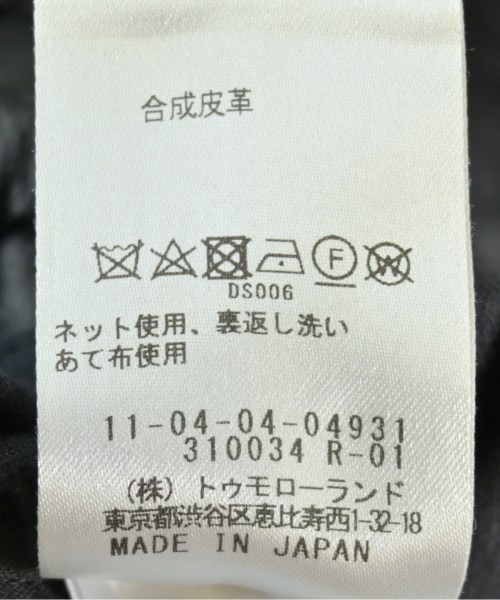 合成皮革
F W
DS006
ネット使用、裏返し洗い
あて布使用
11-04-04-04931
310034 R-01
(株) トゥモローランド
東京都渋谷区恵比寿西1-32-18
MADE IN JAPAN